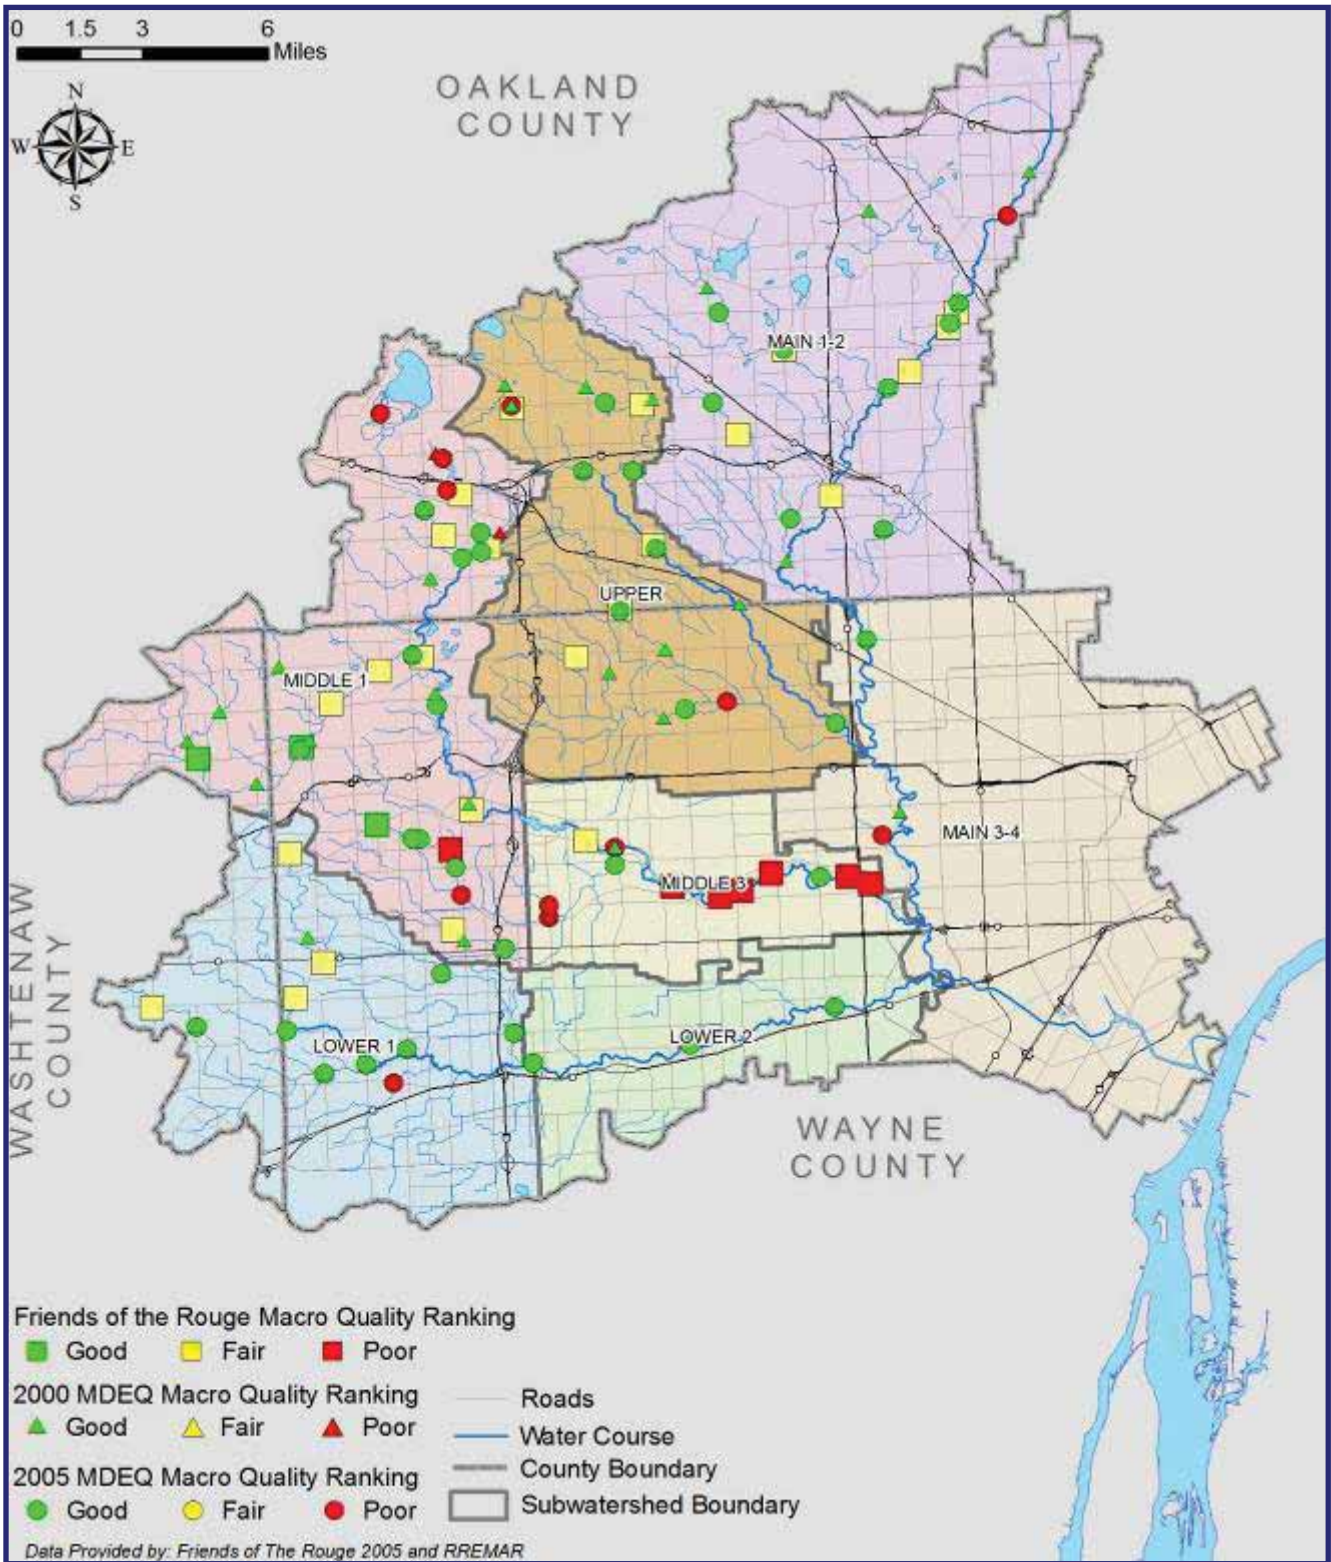 0 1.5 3 6
Miles
N
W E
S
OAKLAND
COUNTY
MAIN 1-2
UPPER
MIDDLE 1
MAIN 3-4
MIDDLE 3
LOWER 2
LOWER 1
WASHTENAW
COUNTY
WAYNE
COUNTY
Friends of the Rouge Macro Quality Ranking
Good Fair Poor
2000 MDEQ Macro Quality Ranking
Good Fair Poor
2005 MDEQ Macro Quality Ranking
Good Fair Poor
Roads
Water Course
County Boundary
Subwatershed Boundary
Data Provided by: Friends of The Rouge 2005 and RREMAR